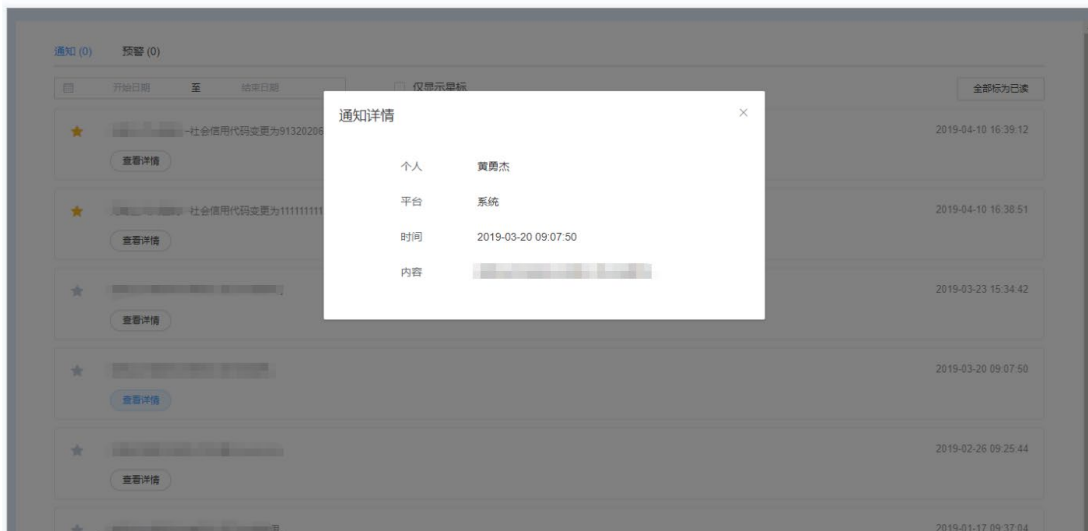 通知 (0) 预警 (0)
开始日期 至 结束日期 仅显示星标 全部标为已读
通知详情
-社会信用代码变更为91320206 2019-04-10 16:39:12
查看详情
个人 黄勇杰
平台 系统
-社会信用代码变更为111111111 2019-04-10 16:38:51
查看详情
时间 2019-03-20 09:07:50
内容
2019-03-23 15:34:42
查看详情
2019-03-20 09:07:50
查看详情
2019-02-26 09:25:44
查看详情
2019-01-17 09:37:04